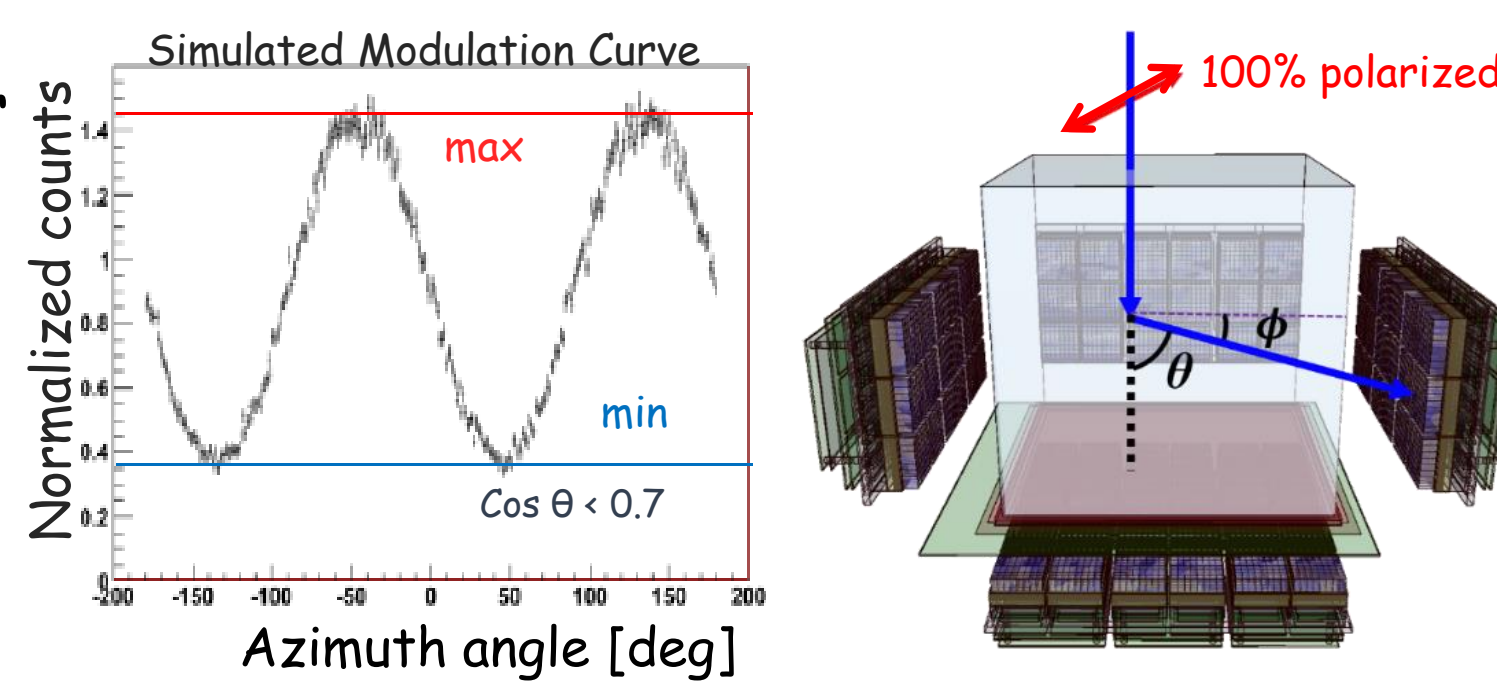 Simulated Modulation Curve
Normalized counts
1.4
1.2
1
0.8
0.6
0.4
0.2
0
max
min
Cos θ < 0.7
-200 -150 -100 -50 0 50 100 150 200
Azimuth angle [deg]
100% polarized
ϕ
θ